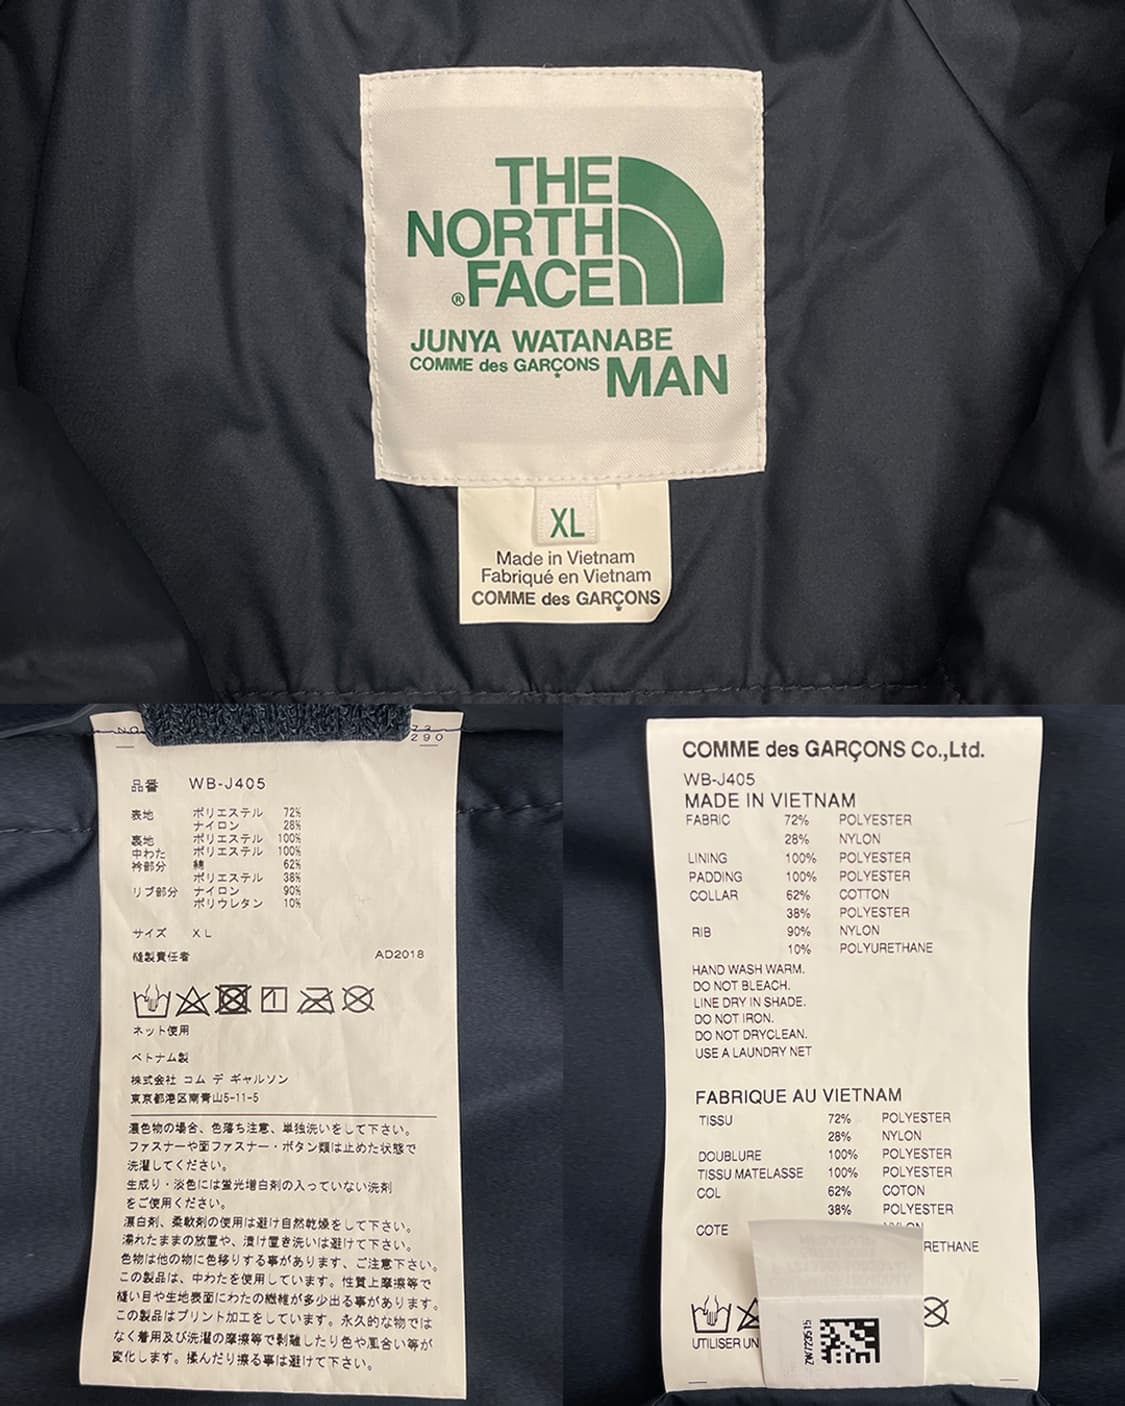 THE
NORTH
®FACE
JUNYA WATANABE
COMME des GARÇONS MAN
XL
Made in Vietnam
Fabriqué en Vietnam
COMME des GARÇONS
NO
290
品番 WB-J405
表地 ポリエステル 72%
ナイロン 28%
裏地 ポリエステル 100%
中わた ポリエステル 100%
衿部分 綿 62%
ポリエステル 38%
リブ部分 ナイロン 90%
ポリウレタン 10%
サイズ XL
縫製責任者 AD2018
ネット使用
ベトナム製
株式会社 コム デ ギャルソン
東京都港区南青山5-11-5
濃色物の場合、色落ち注意、単独洗いをして下さい。
ファスナーや面ファスナー・ボタン類は止めた状態で
洗濯してください。
生成り・淡色には蛍光増白剤の入っていない洗剤
をご使用ください。
漂白剤、柔軟剤の使用は避け自然乾燥をして下さい。
濡れたままの放置や、漬け置き洗いは避けて下さい。
色物は他の物に色移りする事があります、ご注意下さい。
この製品は、中わたを使用しています。性質上摩擦等で
縫い目や生地表面にわたの繊維が多少出る事があります。
この製品はプリント加工をしています。永久的な物では
なく着用及び洗濯の摩擦等で剥離したり色や風合い等が
変化します。揉んだり擦る事は避けて下さい。
COMME des GARÇONS Co.,Ltd.
WB-J405
MADE IN VIETNAM
FABRIC 72% POLYESTER
28% NYLON
LINING 100% POLYESTER
PADDING 100% POLYESTER
COLLAR 62% COTTON
38% POLYESTER
RIB 90% NYLON
10% POLYURETHANE
HAND WASH WARM.
DO NOT BLEACH.
LINE DRY IN SHADE.
DO NOT IRON.
DO NOT DRYCLEAN.
USE A LAUNDRY NET
FABRIQUE AU VIETNAM
TISSU 72% POLYESTER
28% NYLON
DOUBLURE 100% POLYESTER
TISSU MATELASSE 100% POLYESTER
COL 62% COTON
38% POLYESTER
COTE NYLON
RETHANE
UTILISER UN
ZW723515